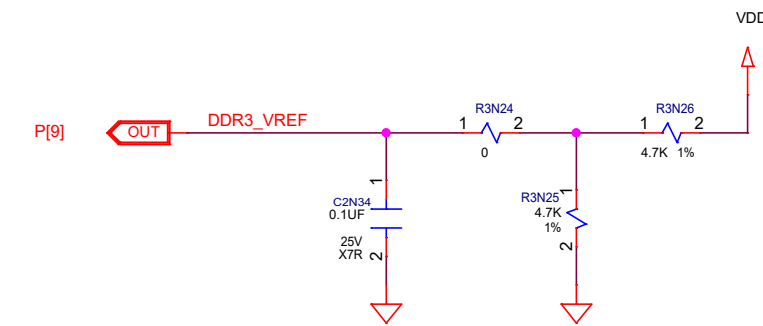 VDD
R3N24
R3N26
P[9]
OUT
DDR3_VREF
1
2
1
2
0
4.7K 1%
1
C2N34
0.1UF
25V
X7R
2
1
R3N25
4.7K
1%
2